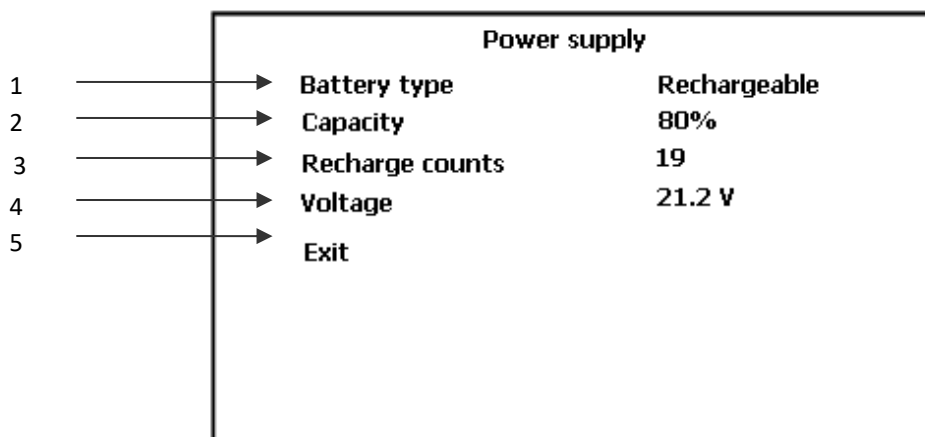 Power supply
1 Battery type Rechargeable
2 Capacity 80%
3 Recharge counts 19
4 Voltage 21.2 V
5 Exit